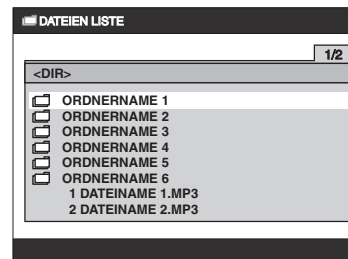 DATEIEN LISTE
1/2
<DIR>
ORDNERNAME 1
ORDNERNAME 2
ORDNERNAME 3
ORDNERNAME 4
ORDNERNAME 5
ORDNERNAME 6
1 DATEINAME 1.MP3
2 DATEINAME 2.MP3